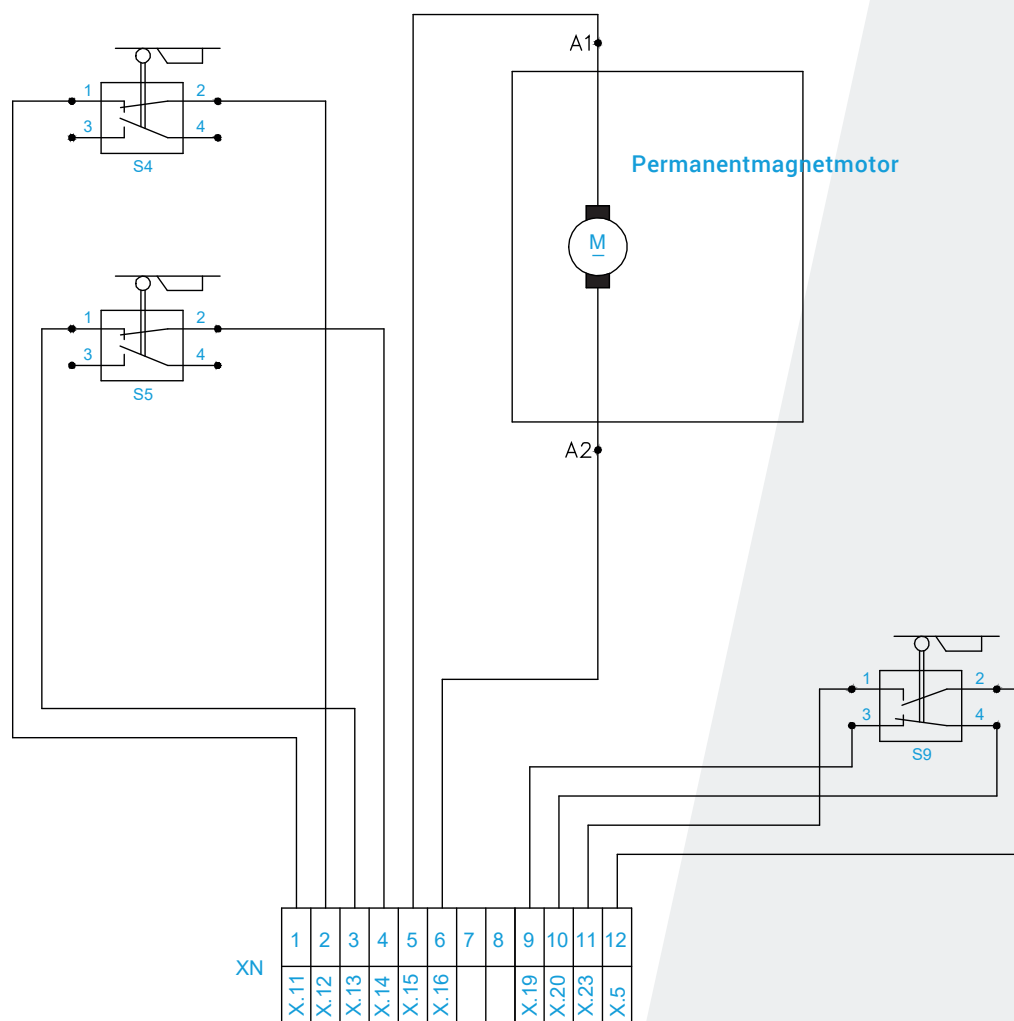 A1
1 2
3 4
S4
Permanentmagnetmotor
M
1 2
3 4
S5
A2
1 2
3 4
S9
XN
1 2 3 4 5 6 7 8 9 10 11 12
X.11 X.12 X.13 X.14 X.15 X.16 X.19 X.20 X.23 X.5